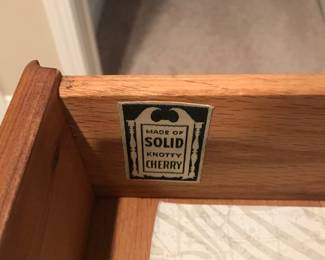 MADE OF
SOLID
KNOTTY
CHERRY